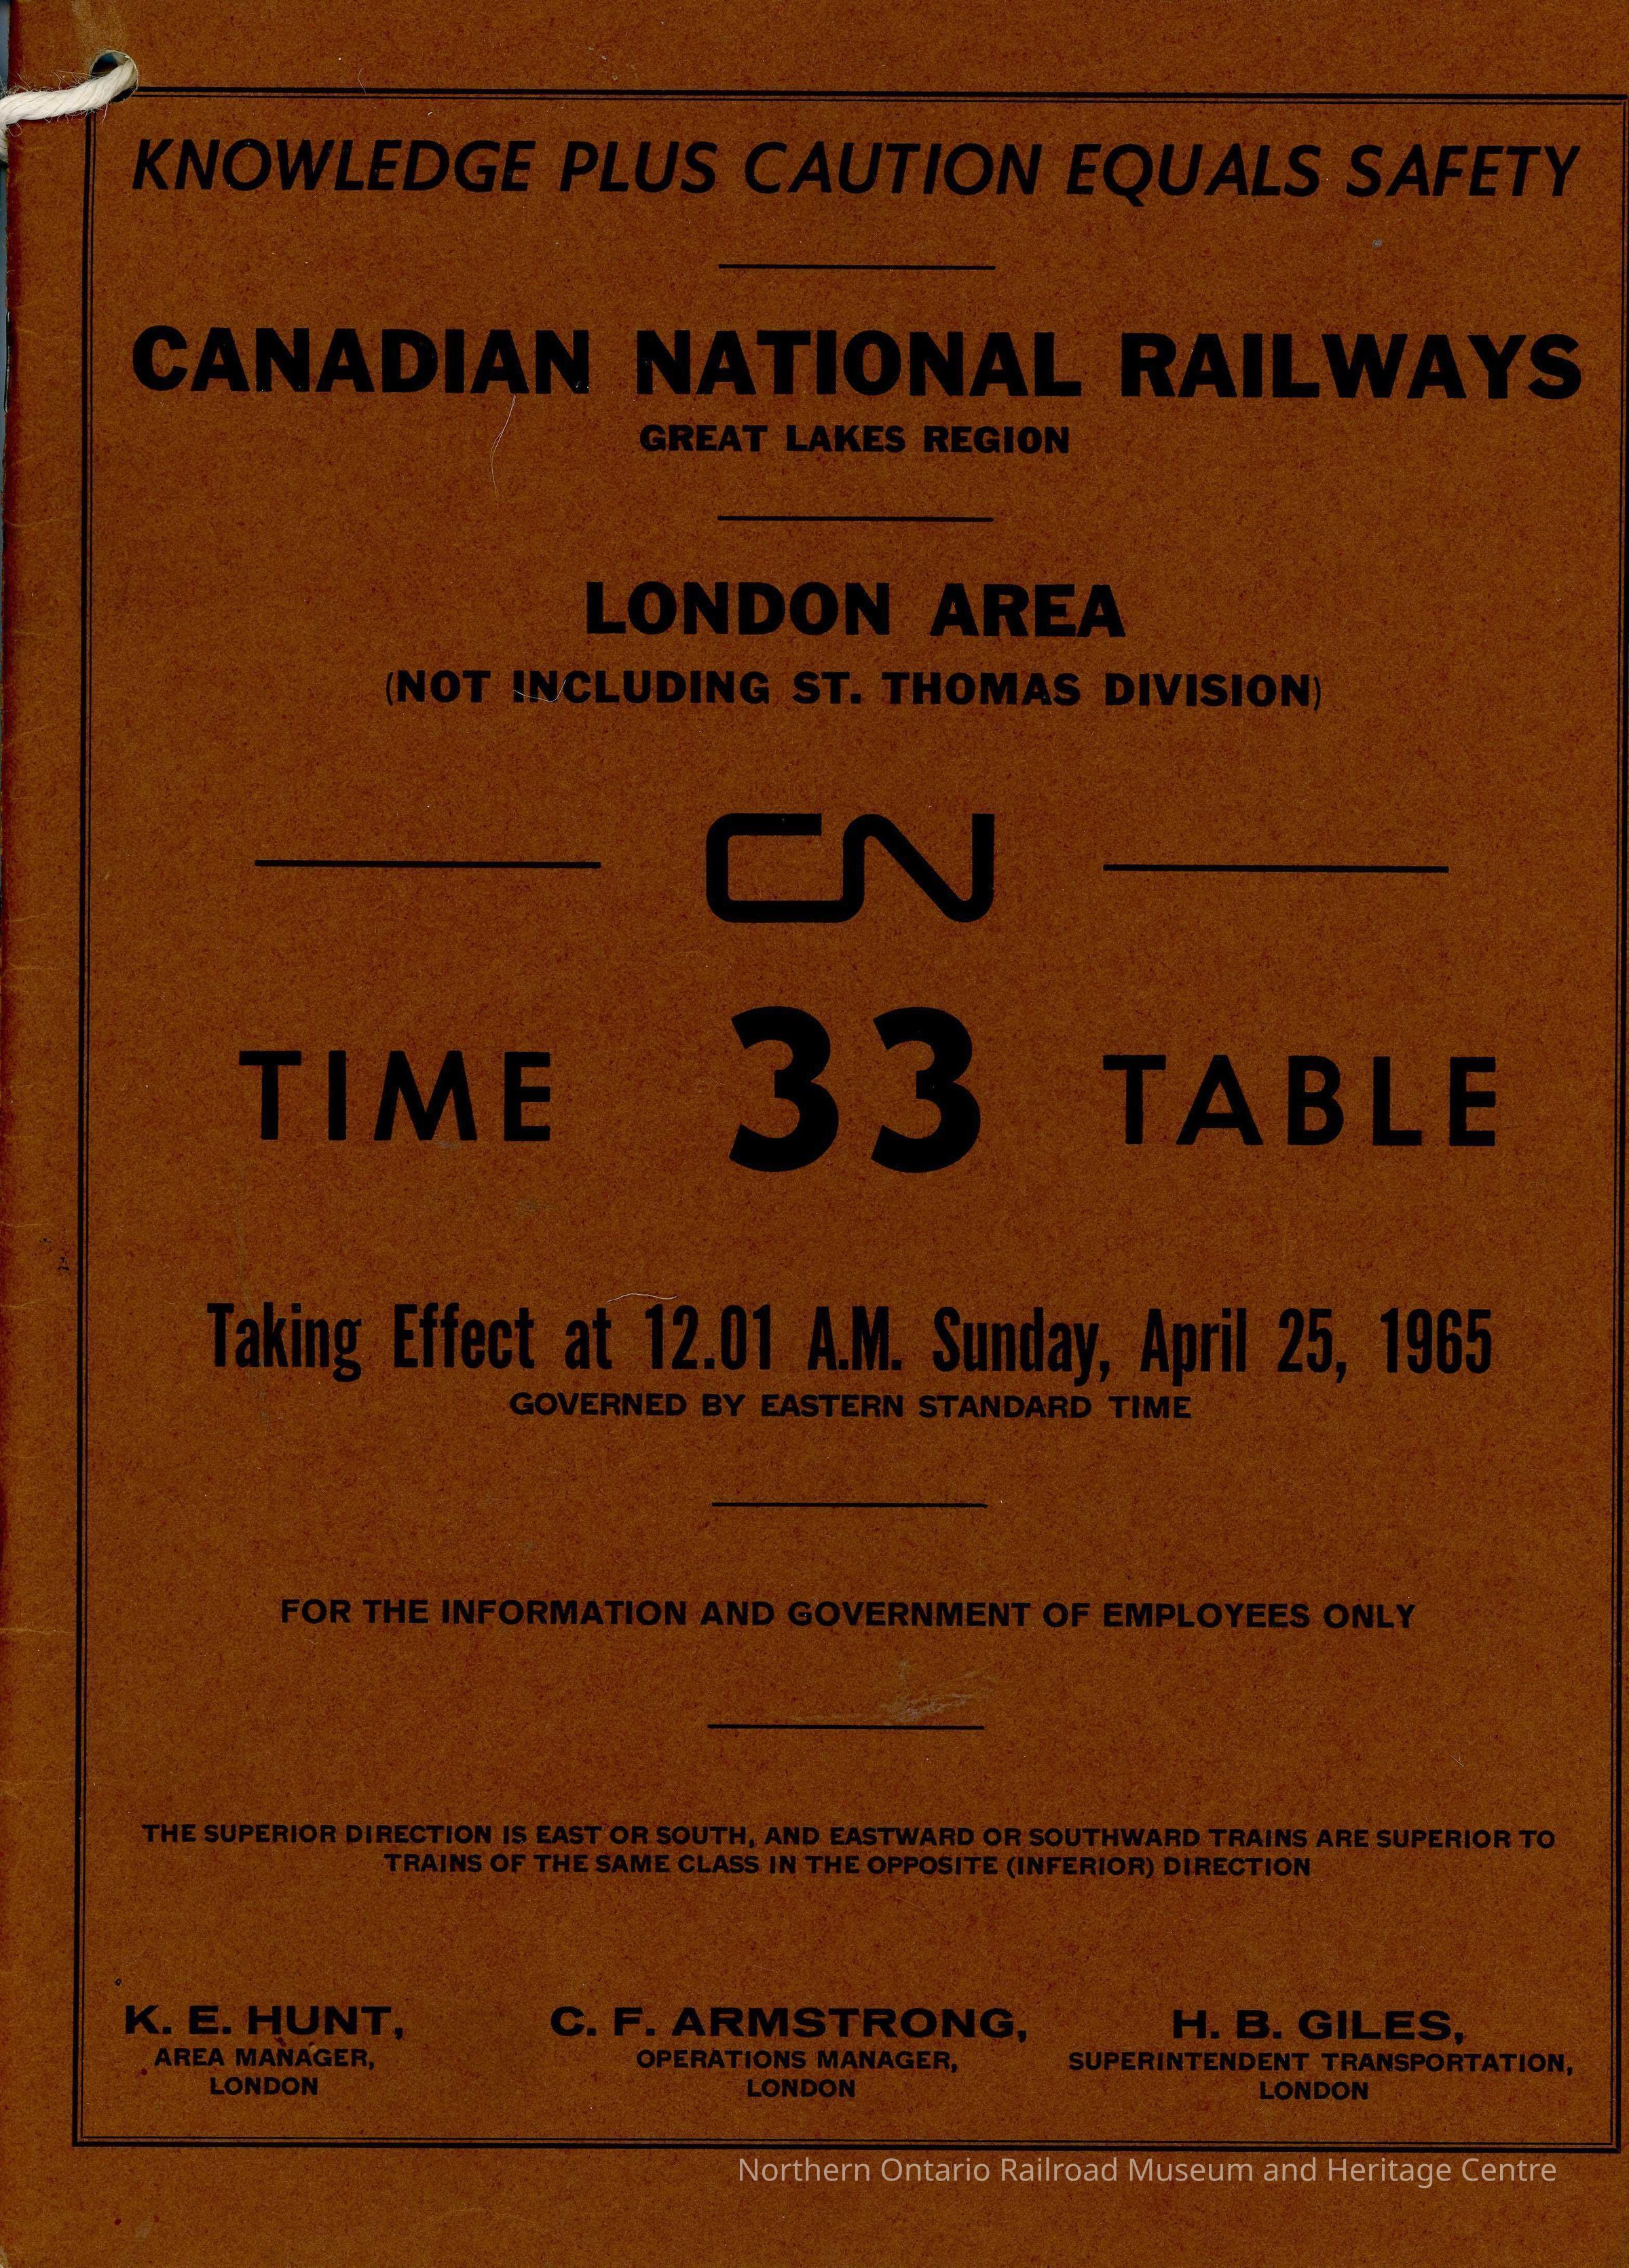 KNOWLEDGE PLUS CAUTION EQUALS SAFETY
CANADIAN NATIONAL RAILWAYS
GREAT LAKES REGION
LONDON AREA
(NOT INCLUDING ST. THOMAS DIVISION)
CN
TIME 33 TABLE
Taking Effect at 12.01 A.M. Sunday, April 25, 1965
GOVERNED BY EASTERN STANDARD TIME
FOR THE INFORMATION AND GOVERNMENT OF EMPLOYEES ONLY
THE SUPERIOR DIRECTION IS EAST OR SOUTH, AND EASTWARD OR SOUTHWARD TRAINS ARE SUPERIOR TO
TRAINS OF THE SAME CLASS IN THE OPPOSITE (INFERIOR) DIRECTION
K. E. HUNT,
AREA MANAGER,
LONDON
C. F. ARMSTRONG,
OPERATIONS MANAGER,
LONDON
H. B. GILES,
SUPERINTENDENT TRANSPORTATION,
LONDON
Northern Ontario Railroad Museum and Heritage Centre